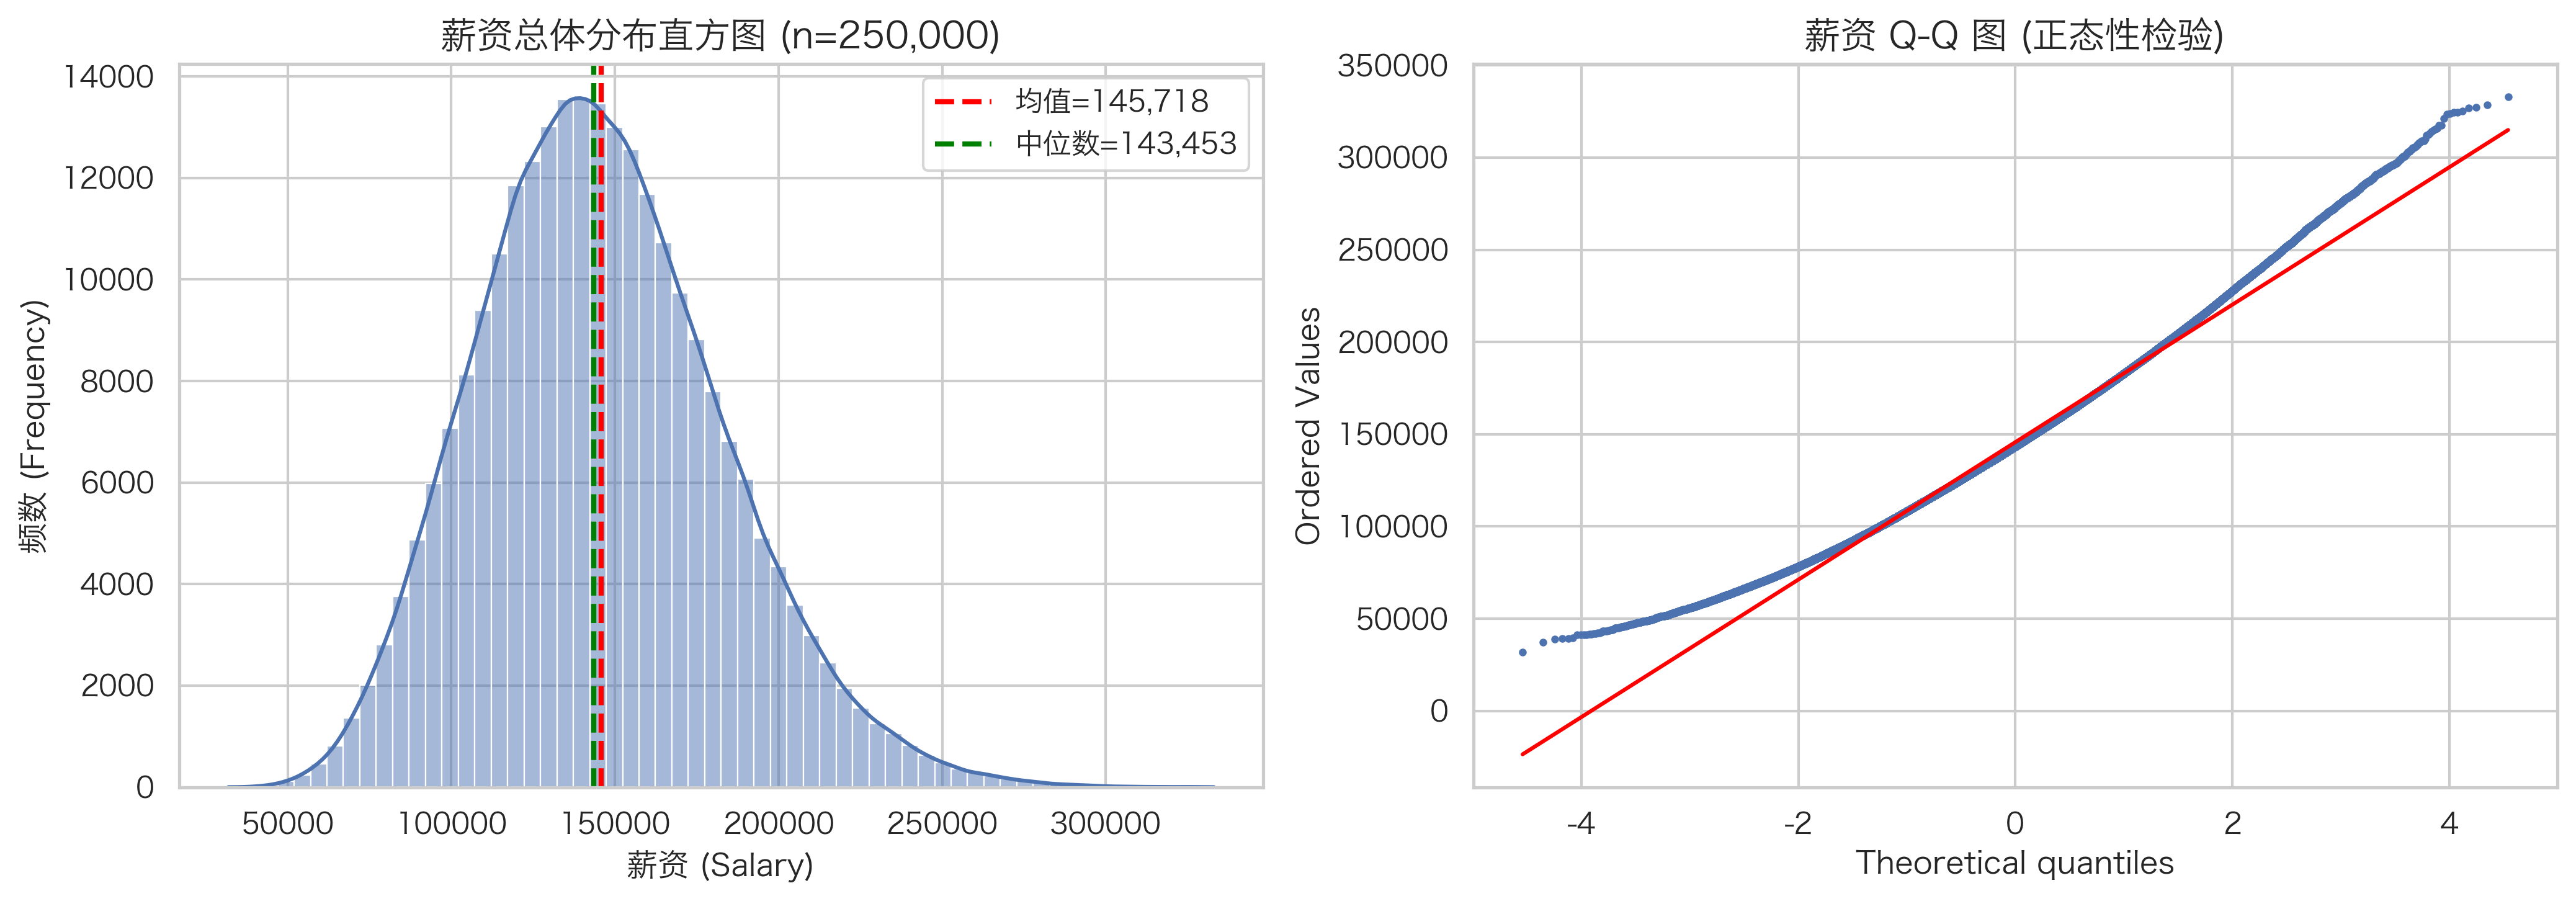 薪资总体分布直方图 (n=250,000)
均值=145,718
中位数=143,453
14000
12000
10000
8000
6000
4000
2000
0
频数 (Frequency)
50000 100000 150000 200000 250000 300000
薪资 (Salary)
薪资 Q-Q 图 (正态性检验)
350000
300000
250000
200000
150000
100000
50000
0
Ordered Values
-4 -2 0 2 4
Theoretical quantiles